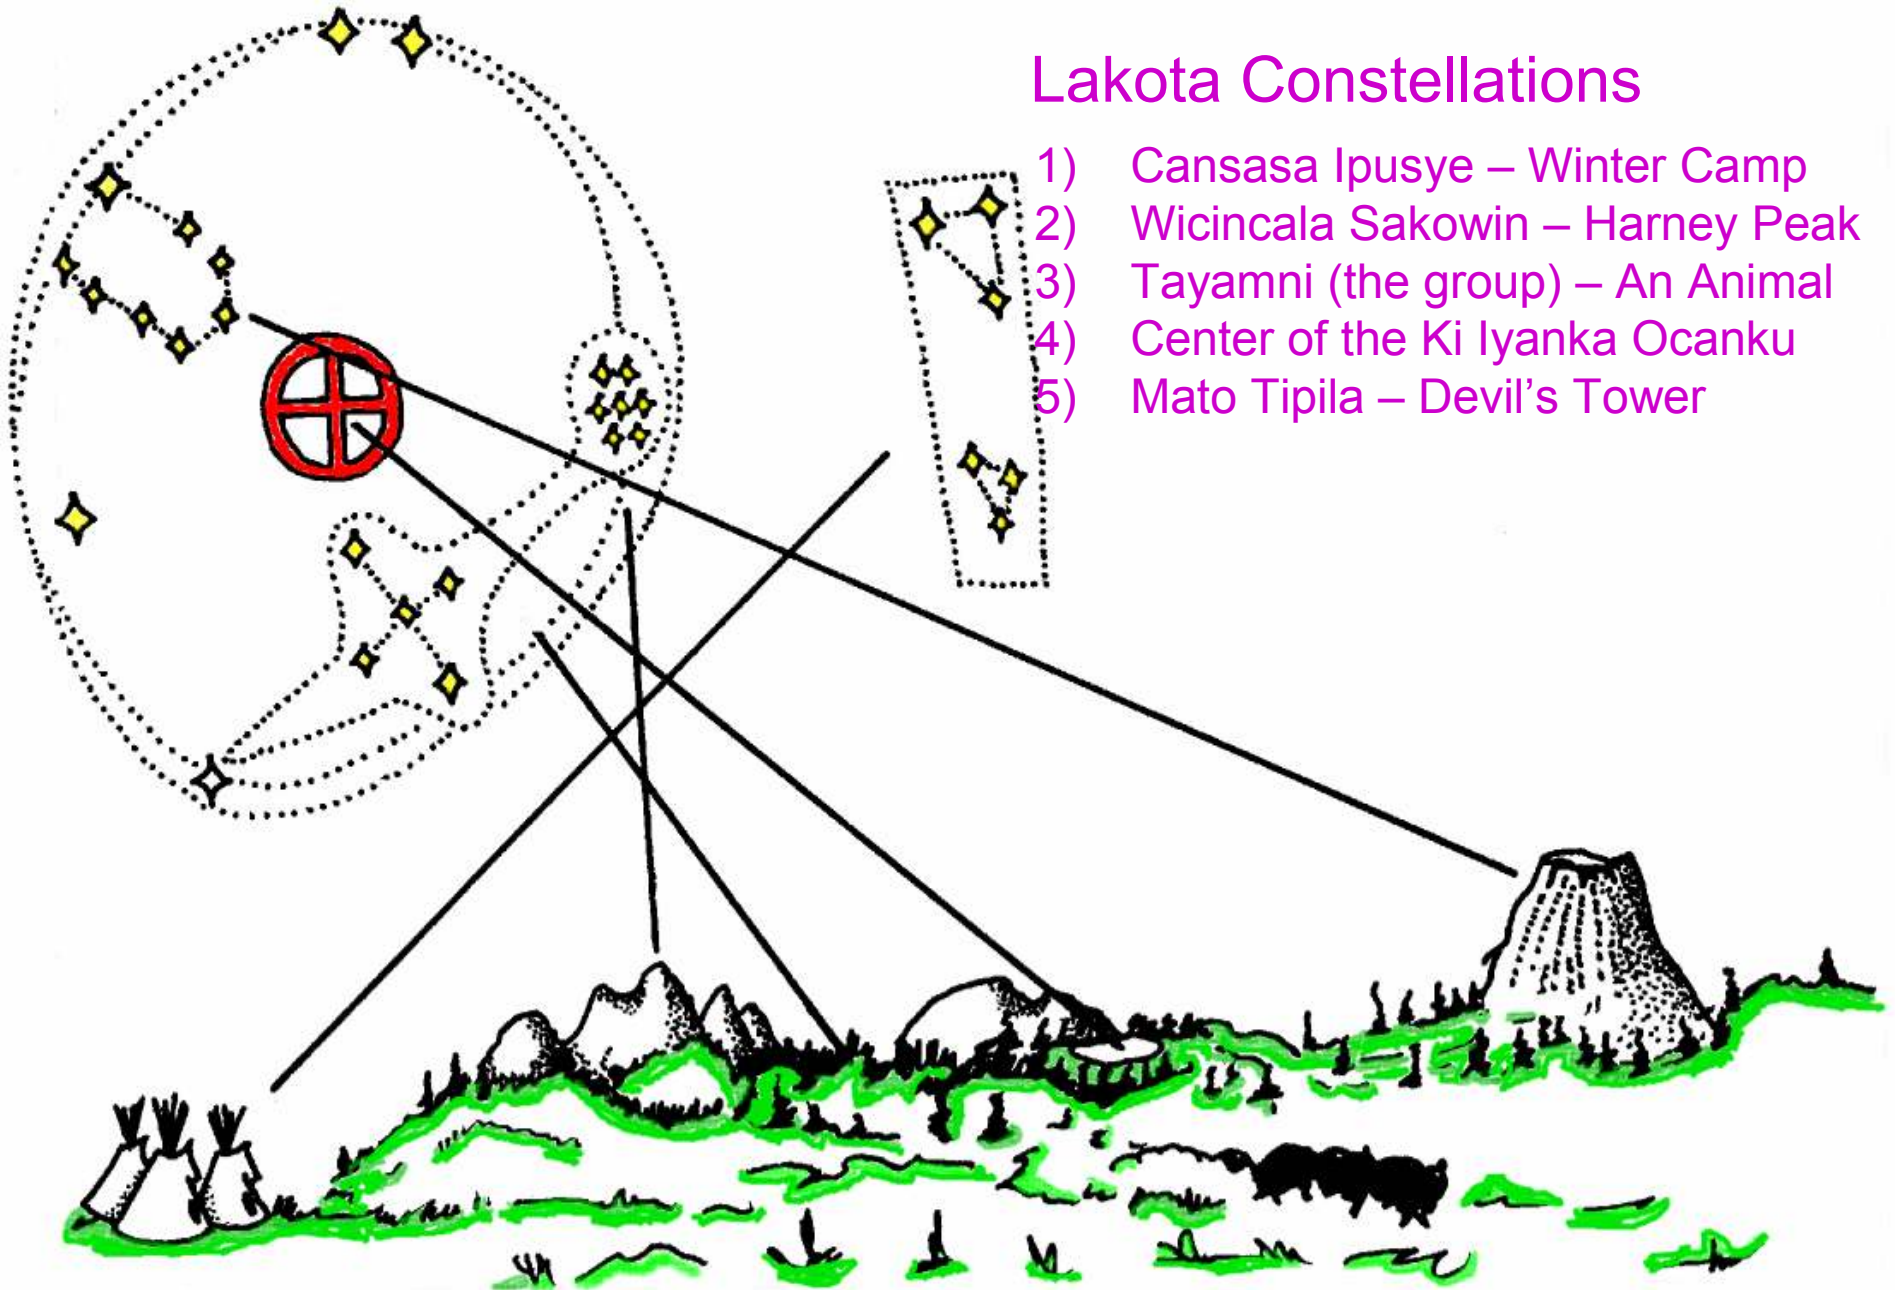 Lakota Constellations
1) Cansasa Ipusye – Winter Camp
2) Wicincala Sakowin – Harney Peak
3) Tayamni (the group) – An Animal
4) Center of the Ki Iyanka Ocanku
5) Mato Tipila – Devil’s Tower